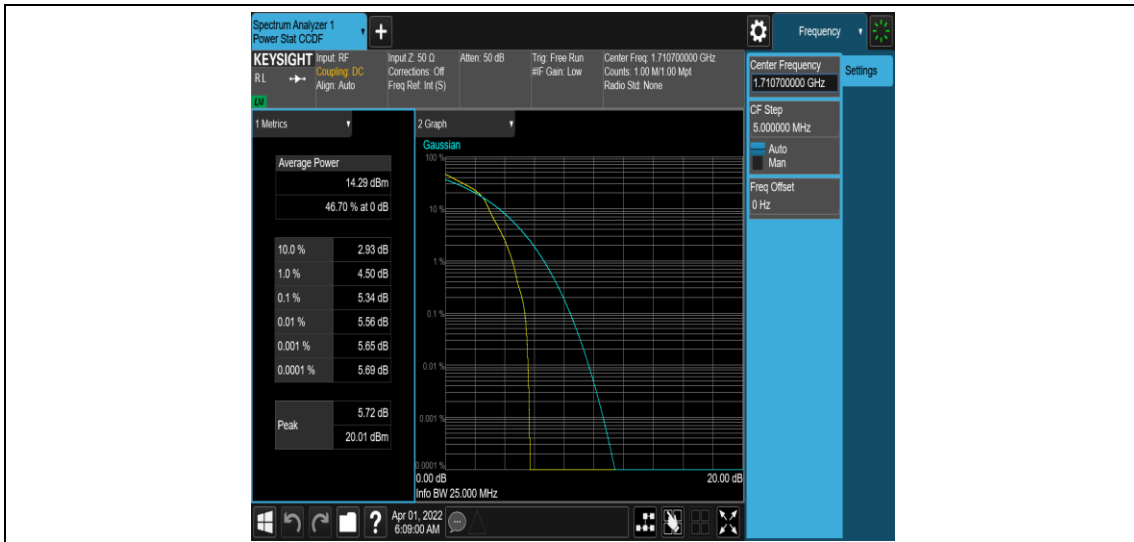 Spectrum Analyzer 1
Power Stat CCDF
Frequency
KEYSIGHT
RL
Input: RF
Coupling: DC
Align: Auto
Input Z: 50 Ω
Corrections: Off
Freq Ref: Int (S)
Atten: 50 dB
Trig: Free Run
#IF Gain: Low
Center Freq: 1.710700000 GHz
Counts: 1.00 M/1.00 Mpt
Radio Std: None
Center Frequency
1.710700000 GHz
Settings
CF Step
5.000000 MHz
Auto
Man
Freq Offset
0 Hz
1 Metrics
Average Power
14.29 dBm
46.70 % at 0 dB
10.0 % 2.93 dB
1.0 % 4.50 dB
0.1 % 5.34 dB
0.01 % 5.56 dB
0.001 % 5.65 dB
0.0001 % 5.69 dB
Peak
5.72 dB
20.01 dBm
2 Graph
Gaussian
100 %
10 %
1 %
0.1 %
0.01 %
0.001 %
0.0001 %
0.00 dB 20.00 dB
Info BW 25.000 MHz
Apr 01, 2022
6:09:00 AM